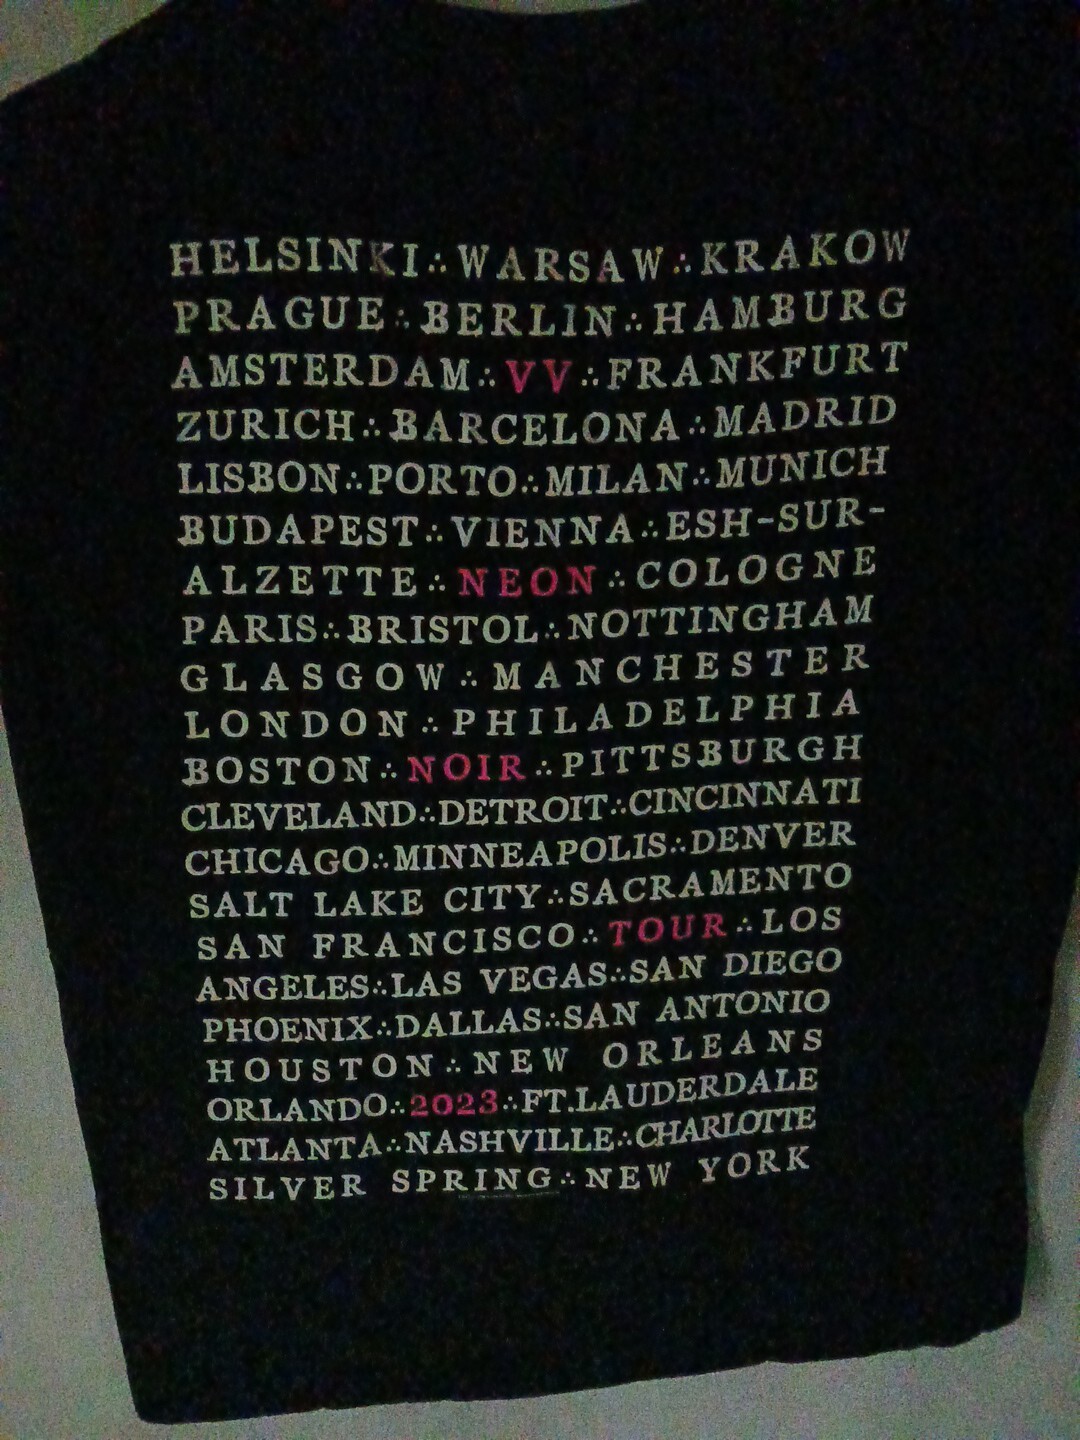 HELSINKI∴WARSAW∴KRAKOW
PRAGUE∴BERLIN∴HAMBURG
AMSTERDAM∴VV∴FRANKFURT
ZURICH∴BARCELONA∴MADRID
LISBON∴PORTO∴MILAN∴MUNICH
BUDAPEST∴VIENNA∴ESH-SUR-
ALZETTE∴NEON∴COLOGNE
PARIS∴BRISTOL∴NOTTINGHAM
GLASGOW∴MANCHESTER
LONDON∴PHILADELPHIA
BOSTON∴NOIR∴PITTSBURGH
CLEVELAND∴DETROIT∴CINCINNATI
CHICAGO∴MINNEAPOLIS∴DENVER
SALT LAKE CITY∴SACRAMENTO
SAN FRANCISCO∴TOUR∴LOS
ANGELES∴LAS VEGAS∴SAN DIEGO
PHOENIX∴DALLAS∴SAN ANTONIO
HOUSTON∴NEW ORLEANS
ORLANDO∴2023∴FT.LAUDERDALE
ATLANTA∴NASHVILLE∴CHARLOTTE
SILVER SPRING∴NEW YORK